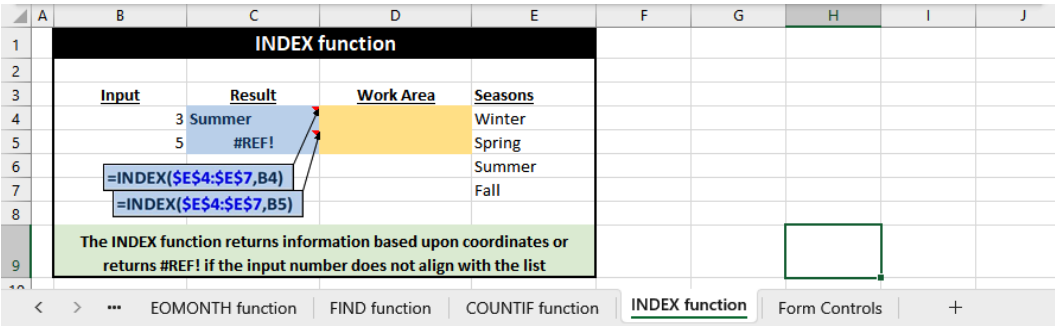 A B C D E F G H I J
1 INDEX function
2
3 Input Result Work Area Seasons
4 3 Summer Winter
5 5 #REF! Spring
6 Summer
=INDEX($E$4:$E$7,B4)
7 Fall
=INDEX($E$4:$E$7,B5)
8
The INDEX function returns information based upon coordinates or
9 returns #REF! if the input number does not align with the list
10
< > ··· EOMONTH function FIND function COUNTIF function INDEX function Form Controls +